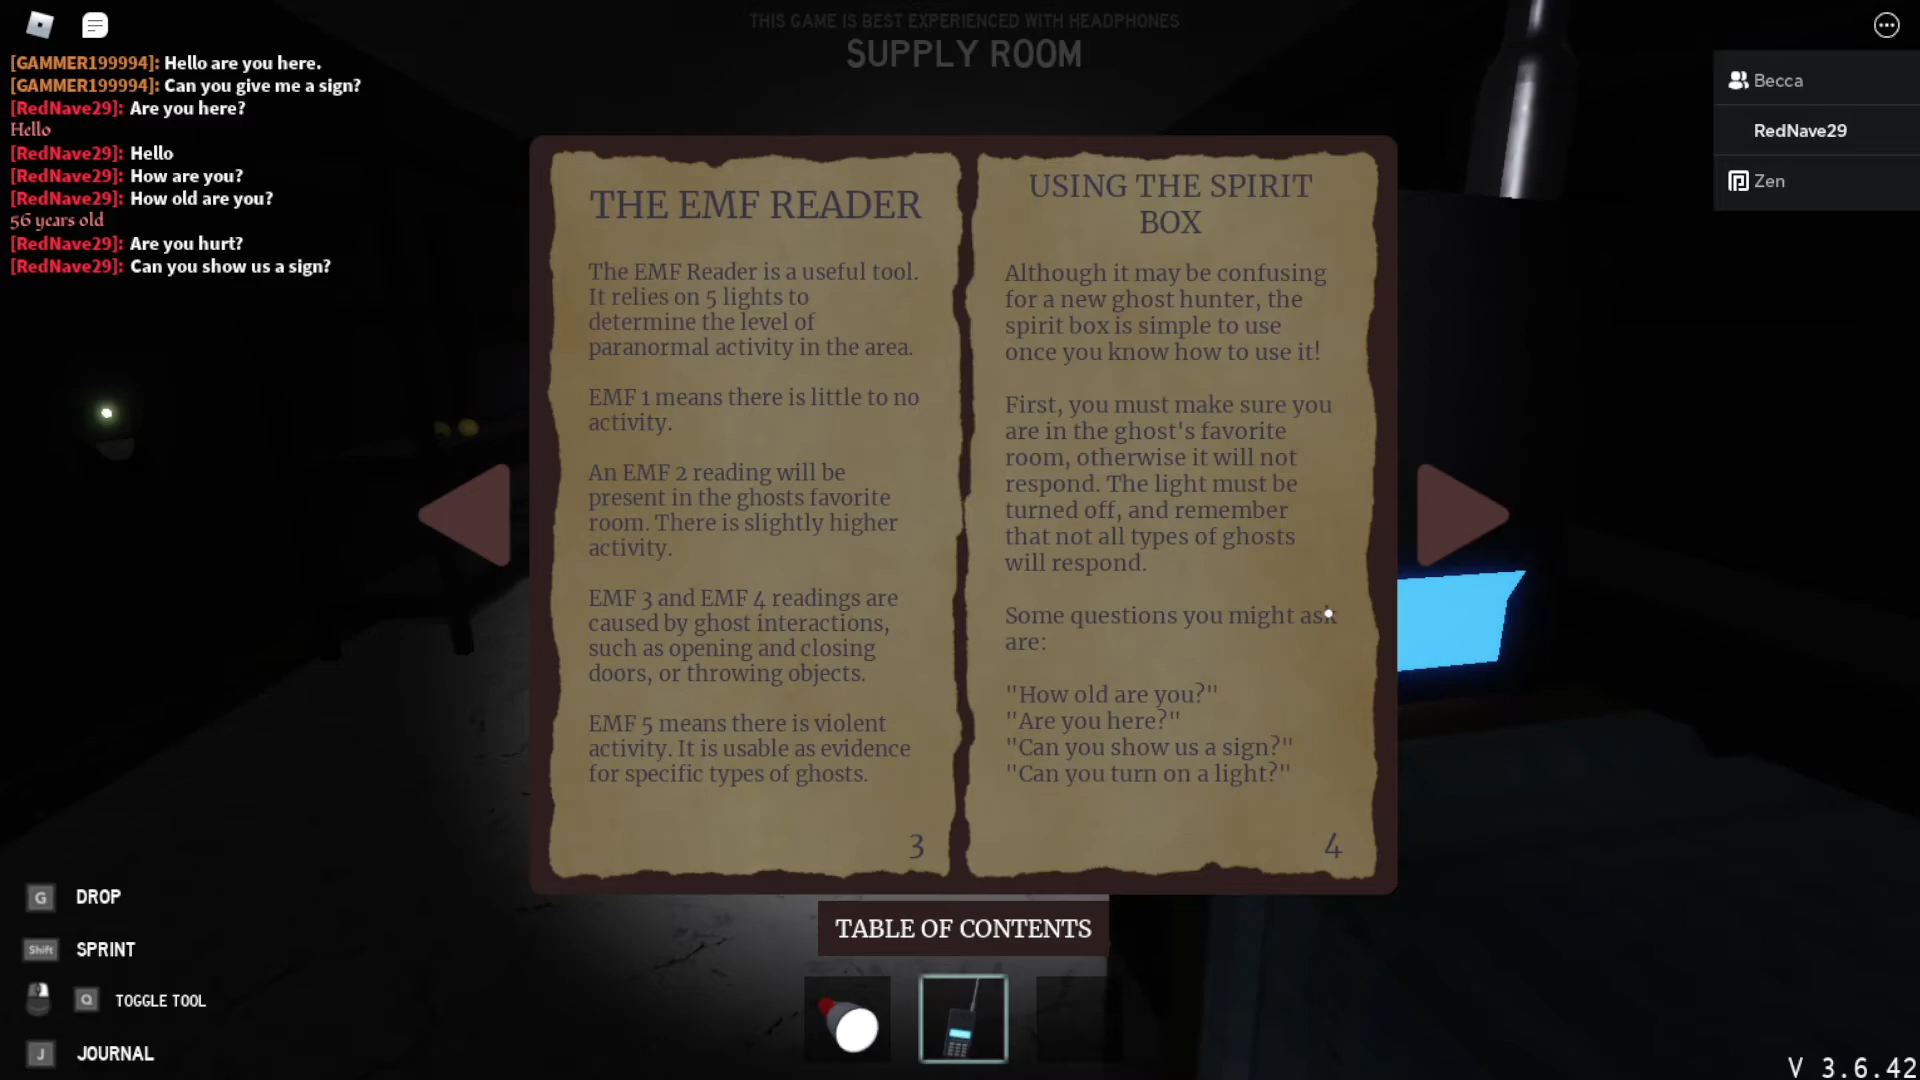 THIS GAME IS BEST EXPERIENCED WITH HEADPHONES
SUPPLY ROOM
[GAMMER199994]: Hello are you here.
[GAMMER199994]: Can you give me a sign?
[RedNave29]: Are you here?
Hello
[RedNave29]: Hello
[RedNave29]: How are you?
[RedNave29]: How old are you?
56 years old
[RedNave29]: Are you hurt?
[RedNave29]: Can you show us a sign?
Becca
RedNave29
Zen
THE EMF READER
The EMF Reader is a useful tool.
It relies on 5 lights to
determine the level of
paranormal activity in the area.
EMF 1 means there is little to no
activity.
An EMF 2 reading will be
present in the ghosts favorite
room. There is slightly higher
activity.
EMF 3 and EMF 4 readings are
caused by ghost interactions,
such as opening and closing
doors, or throwing objects.
EMF 5 means there is violent
activity. It is usable as evidence
for specific types of ghosts.
3
USING THE SPIRIT
BOX
Although it may be confusing
for a new ghost hunter, the
spirit box is simple to use
once you know how to use it!
First, you must make sure you
are in the ghost's favorite
room, otherwise it will not
respond. The light must be
turned off, and remember
that not all types of ghosts
will respond.
Some questions you might ask
are:
"How old are you?"
"Are you here?"
"Can you show us a sign?"
"Can you turn on a light?"
4
TABLE OF CONTENTS
G DROP
Shift SPRINT
Q TOGGLE TOOL
J JOURNAL
V 3.6.42